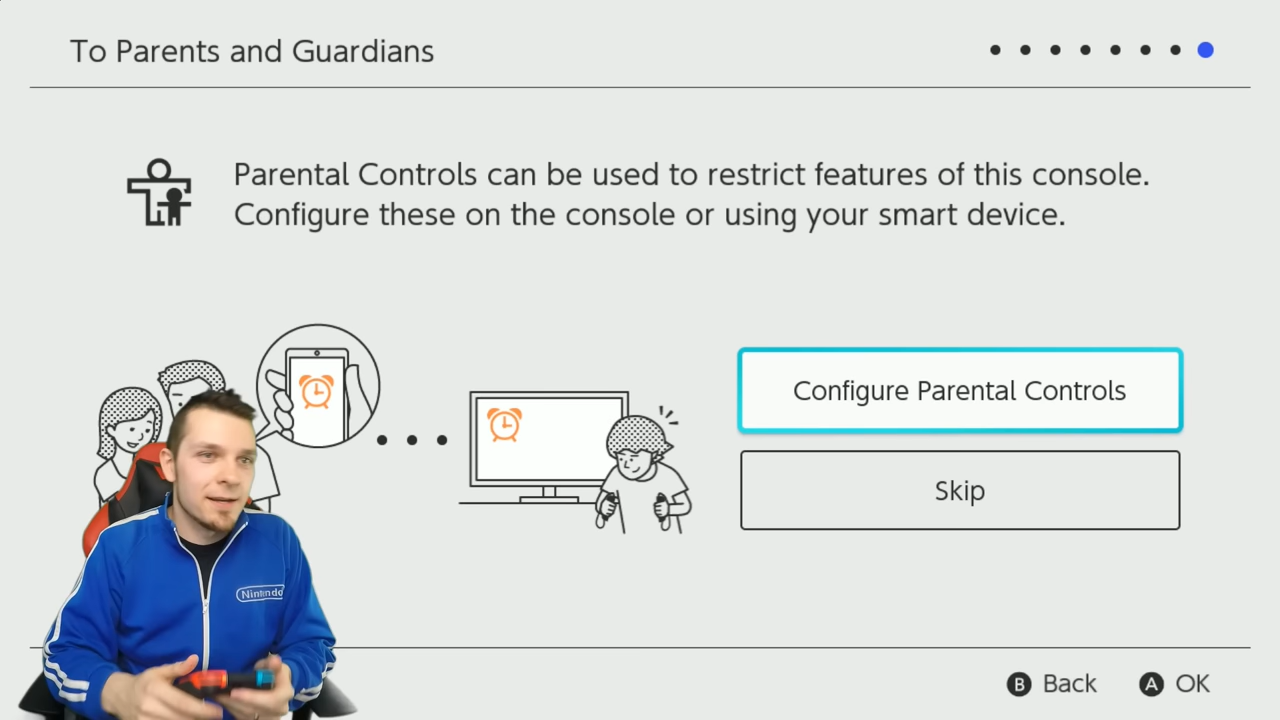 To Parents and Guardians
Parental Controls can be used to restrict features of this console.
Configure these on the console or using your smart device.
Configure Parental Controls
Skip
Nintendo
B Back A OK